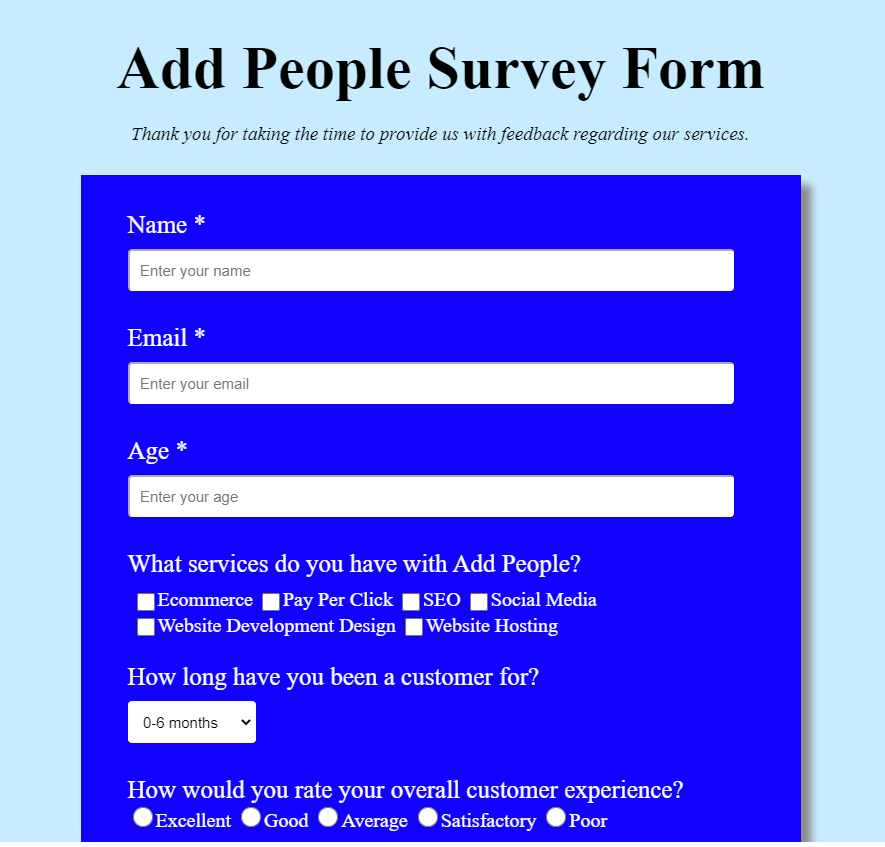 Add People Survey Form
Thank you for taking the time to provide us with feedback regarding our services.
Name *
Enter your name
Email *
Enter your email
Age *
Enter your age
What services do you have with Add People?
Ecommerce Pay Per Click SEO Social Media
Website Development Design Website Hosting
How long have you been a customer for?
0-6 months
How would you rate your overall customer experience?
Excellent Good Average Satisfactory Poor